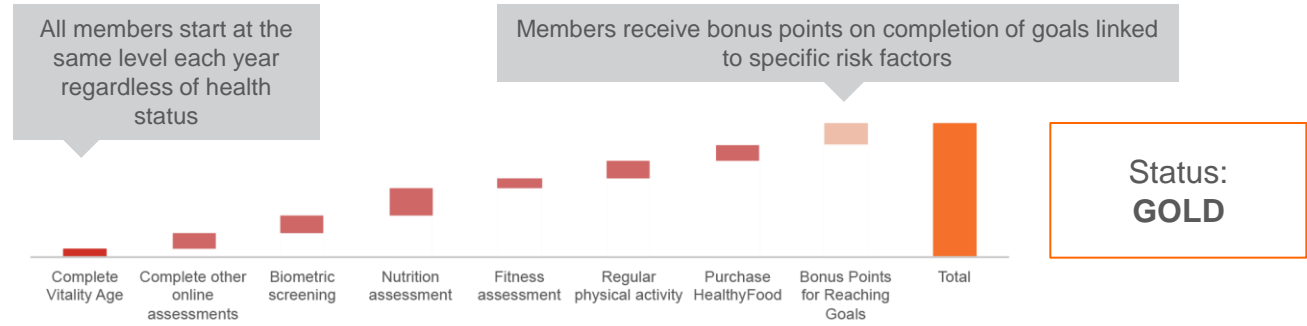 All members start at the
same level each year
regardless of health
status
Members receive bonus points on completion of goals linked
to specific risk factors
Status:
GOLD
Complete
Vitality Age
Complete other
online
assessments
Biometric
screening
Nutrition
assessment
Fitness
assessment
Regular
physical activity
Purchase
HealthyFood
Bonus Points
for Reaching
Goals
Total